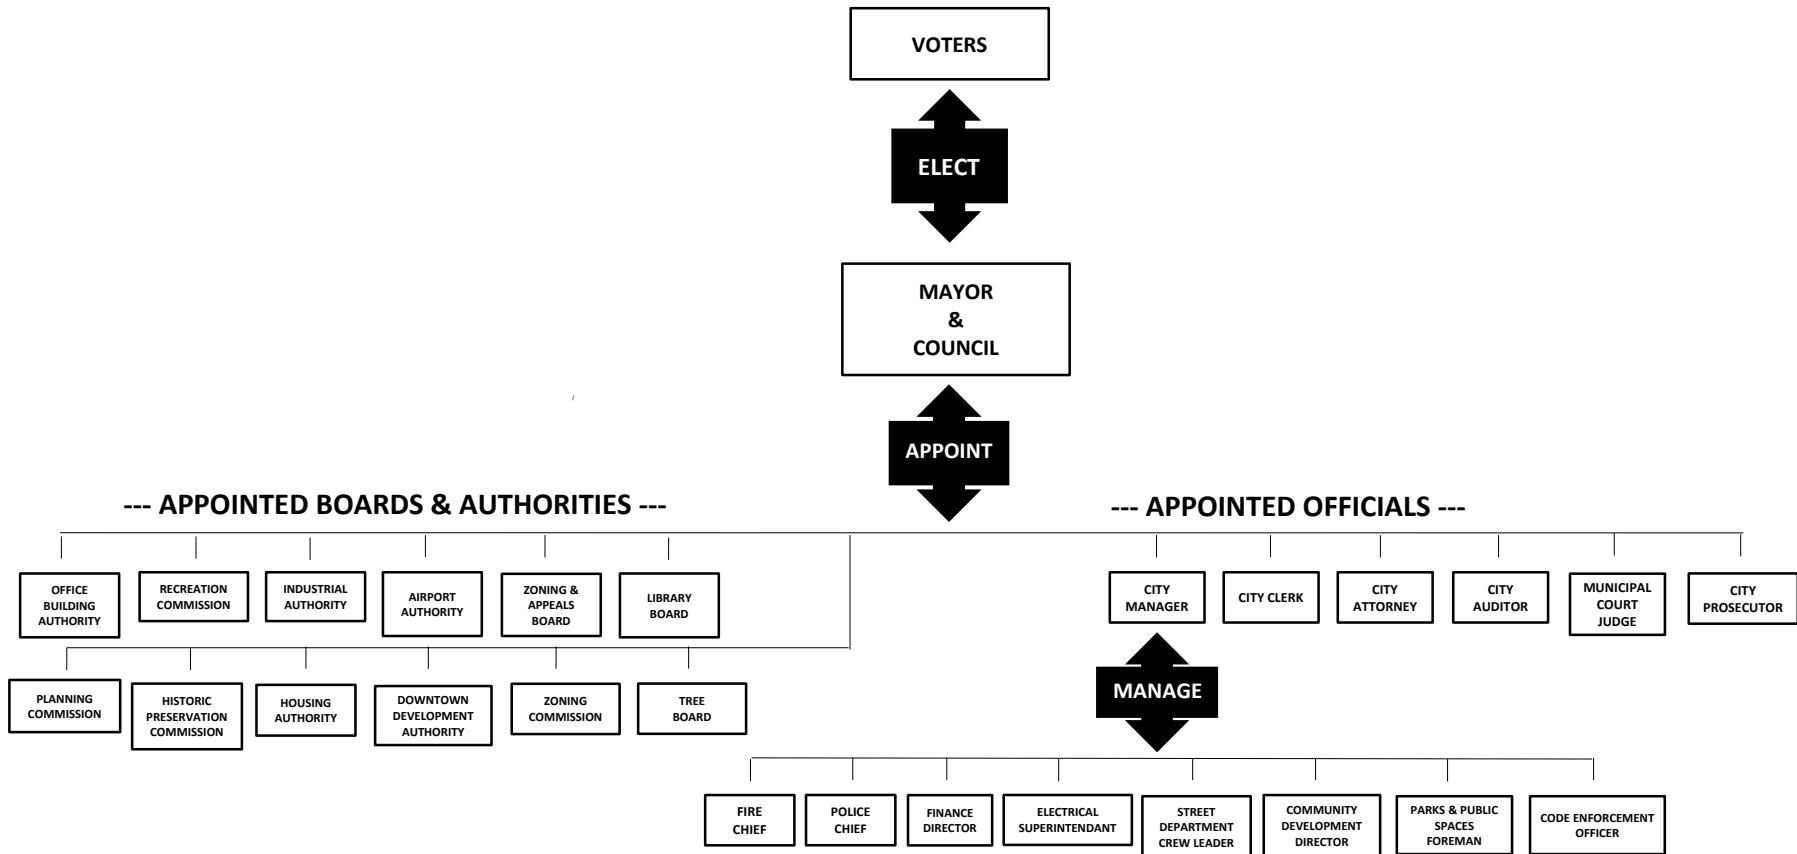 VOTERS
ELECT
MAYOR
&
COUNCIL
APPOINT
--- APPOINTED BOARDS & AUTHORITIES ---
--- APPOINTED OFFICIALS ---
OFFICE
BUILDING
AUTHORITY
RECREATION
COMMISSION
INDUSTRIAL
AUTHORITY
AIRPORT
AUTHORITY
ZONING &
APPEALS
BOARD
LIBRARY
BOARD
CITY
MANAGER
CITY CLERK
CITY
ATTORNEY
CITY
AUDITOR
MUNICIPAL
COURT
JUDGE
CITY
PROSECUTOR
PLANNING
COMMISSION
HISTORIC
PRESERVATION
COMMISSION
HOUSING
AUTHORITY
DOWNTOWN
DEVELOPMENT
AUTHORITY
ZONING
COMMISSION
TREE
BOARD
MANAGE
FIRE
CHIEF
POLICE
CHIEF
FINANCE
DIRECTOR
ELECTRICAL
SUPERINTENDANT
STREET
DEPARTMENT
CREW LEADER
COMMUNITY
DEVELOPMENT
DIRECTOR
PARKS & PUBLIC
SPACES
FOREMAN
CODE ENFORCEMENT
OFFICER